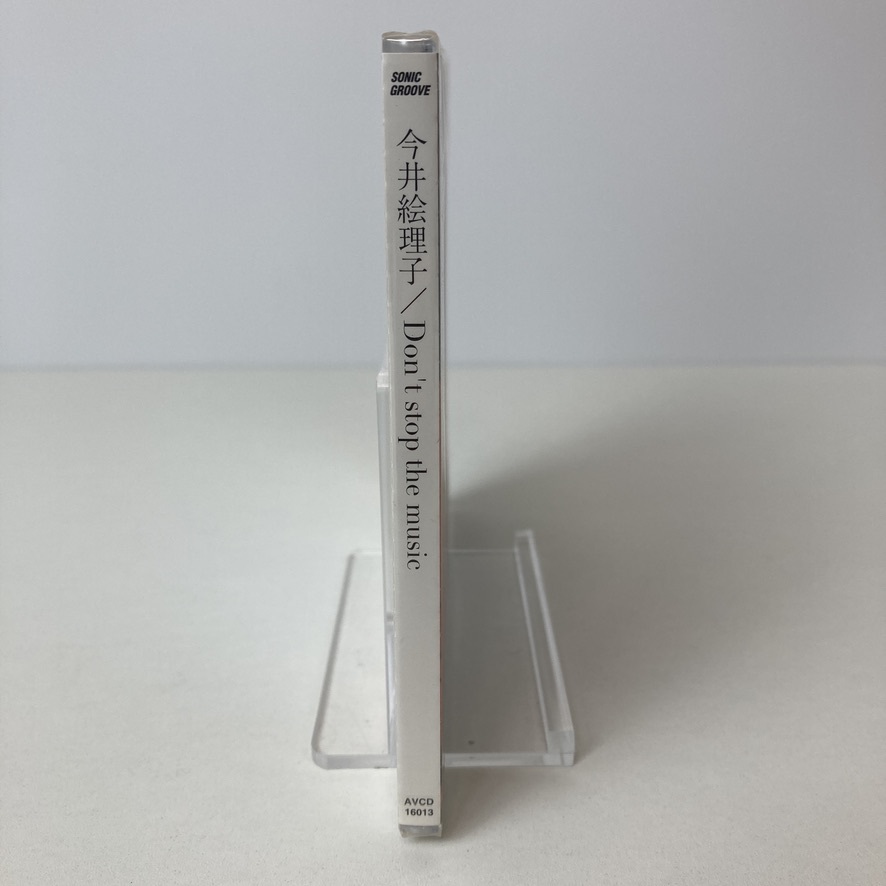 SONIC
GROOVE
今井絵理子／Don't stop the music
AVCD
16013